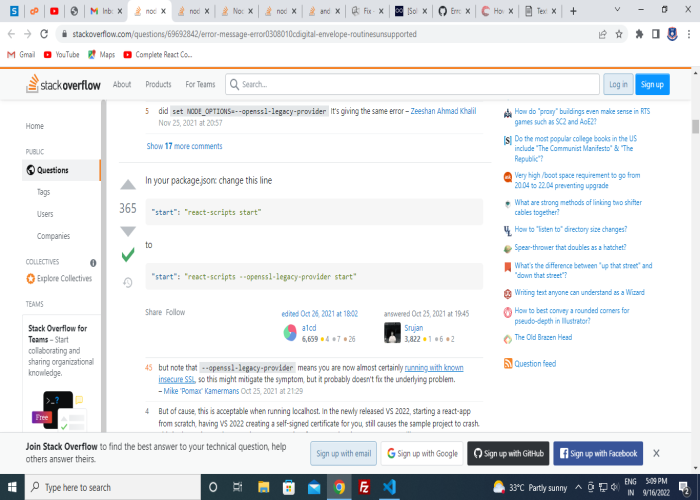 Inb
nod
nod
Nod
nod
and
Fix -
[Sol
Erro
How
Text
stackoverflow.com/questions/69692842/error-message-error0308010cdigital-envelope-routinesunsupported
Gmail YouTube Maps Complete React Co...
stackoverflow About Products For Teams Search... Log in Sign up
Home
PUBLIC
Questions
Tags
Users
Companies
COLLECTIVES
Explore Collectives
TEAMS
Stack Overflow for
Teams – Start
collaborating and
sharing organizational
knowledge.
Free
5 did set NODE_OPTIONS=--openssl-legacy-provider It's giving the same error – Zeeshan Ahmad Khalil
Nov 25, 2021 at 20:57
Show 17 more comments
365
In your package.json: change this line
"start": "react-scripts start"
to
"start": "react-scripts --openssl-legacy-provider start"
Share Follow
edited Oct 26, 2021 at 18:02
a1cd
6,659 4 7 26
answered Oct 25, 2021 at 19:45
Srujan
3,822 1 6 2
45 but note that --openssl-legacy-provider means you are now almost certainly running with known
insecure SSL, so this might mitigate the symptom, but it probably doesn't fix the underlying problem.
– Mike 'Pomax' Kamermans Oct 25, 2021 at 21:29
4 But of cause, this is acceptable when running localhost. In the newly released VS 2022, starting a react-app
from scratch, having VS 2022 creating a self-signed certificate for you, still causes the sample project to crash.
How do "proxy" buildings even make sense in RTS
games such as SC2 and AoE2?
Do the most popular college books in the US
include "The Communist Manifesto" & "The
Republic"?
Very high /boot space requirement to go from
20.04 to 22.04 preventing upgrade
What are strong methods of linking two shifter
cables together?
How to "listen" to directory size changes?
Spear-thrower that doubles as a hatchet?
What's the difference between "up that street" and
"down that street"?
Writing text anyone can understand as a Wizard
How to best convey a rounded corners for
pseudo-depth in Illustrator?
The Old Brazen Head
Question feed
Join Stack Overflow to find the best answer to your technical question, help
others answer theirs.
Sign up with email
Sign up with Google
Sign up with GitHub
Sign up with Facebook
Type here to search
33°C Partly sunny
ENG
IN
5:09 PM
9/16/2022
2